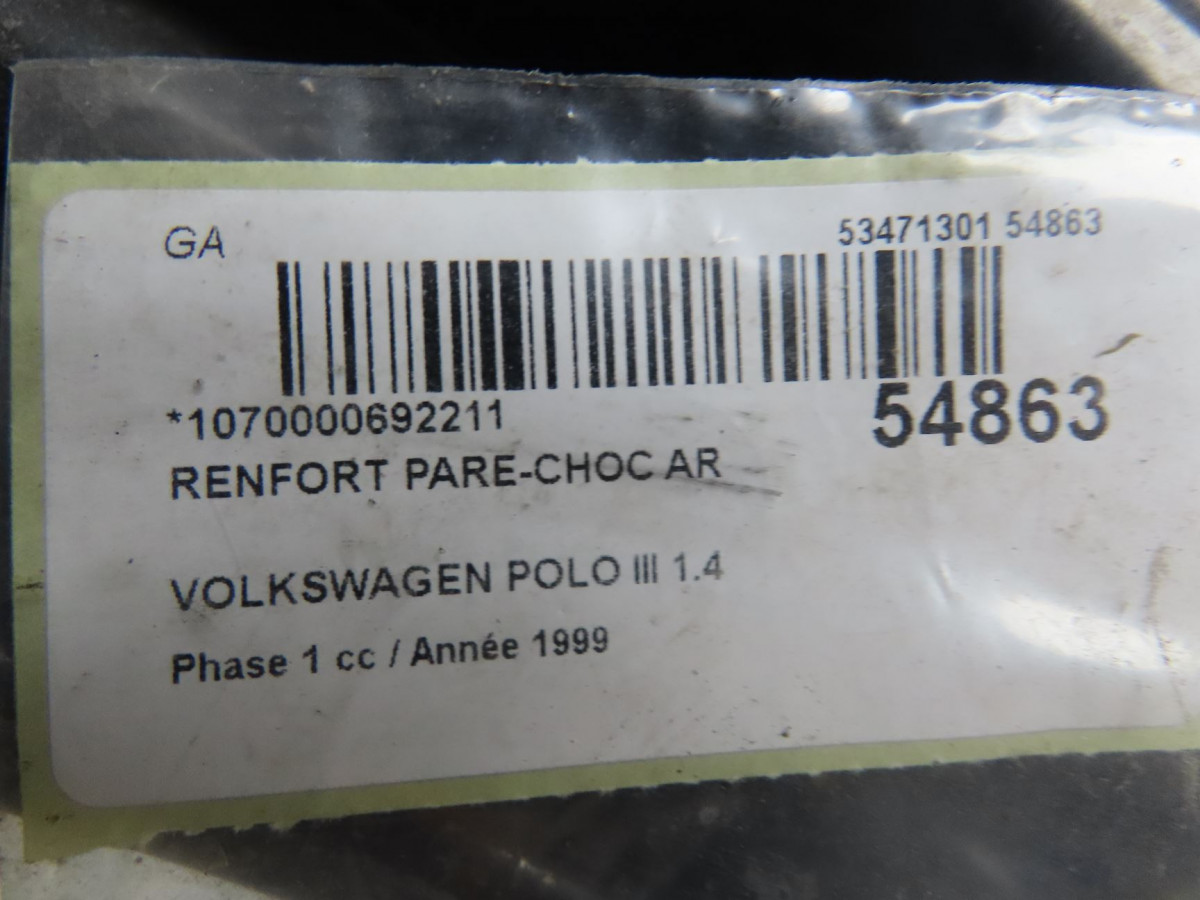 GA
53471301 54863
*1070000692211
54863
RENFORT PARE-CHOC AR
VOLKSWAGEN POLO III 1.4
Phase 1 cc / Année 1999